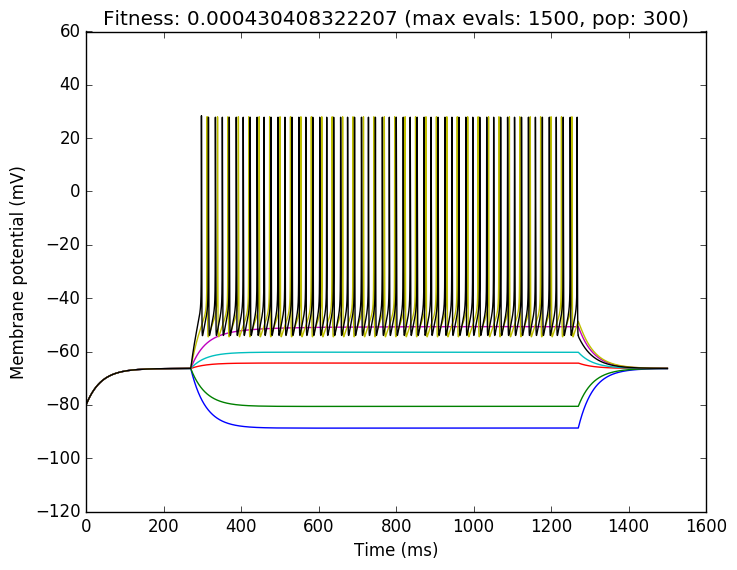 Fitness: 0.000430408322207 (max evals: 1500, pop: 300)
60
40
20
0
−20
−40
−60
−80
−100
−120
Membrane potential (mV)
0 200 400 600 800 1000 1200 1400 1600
Time (ms)